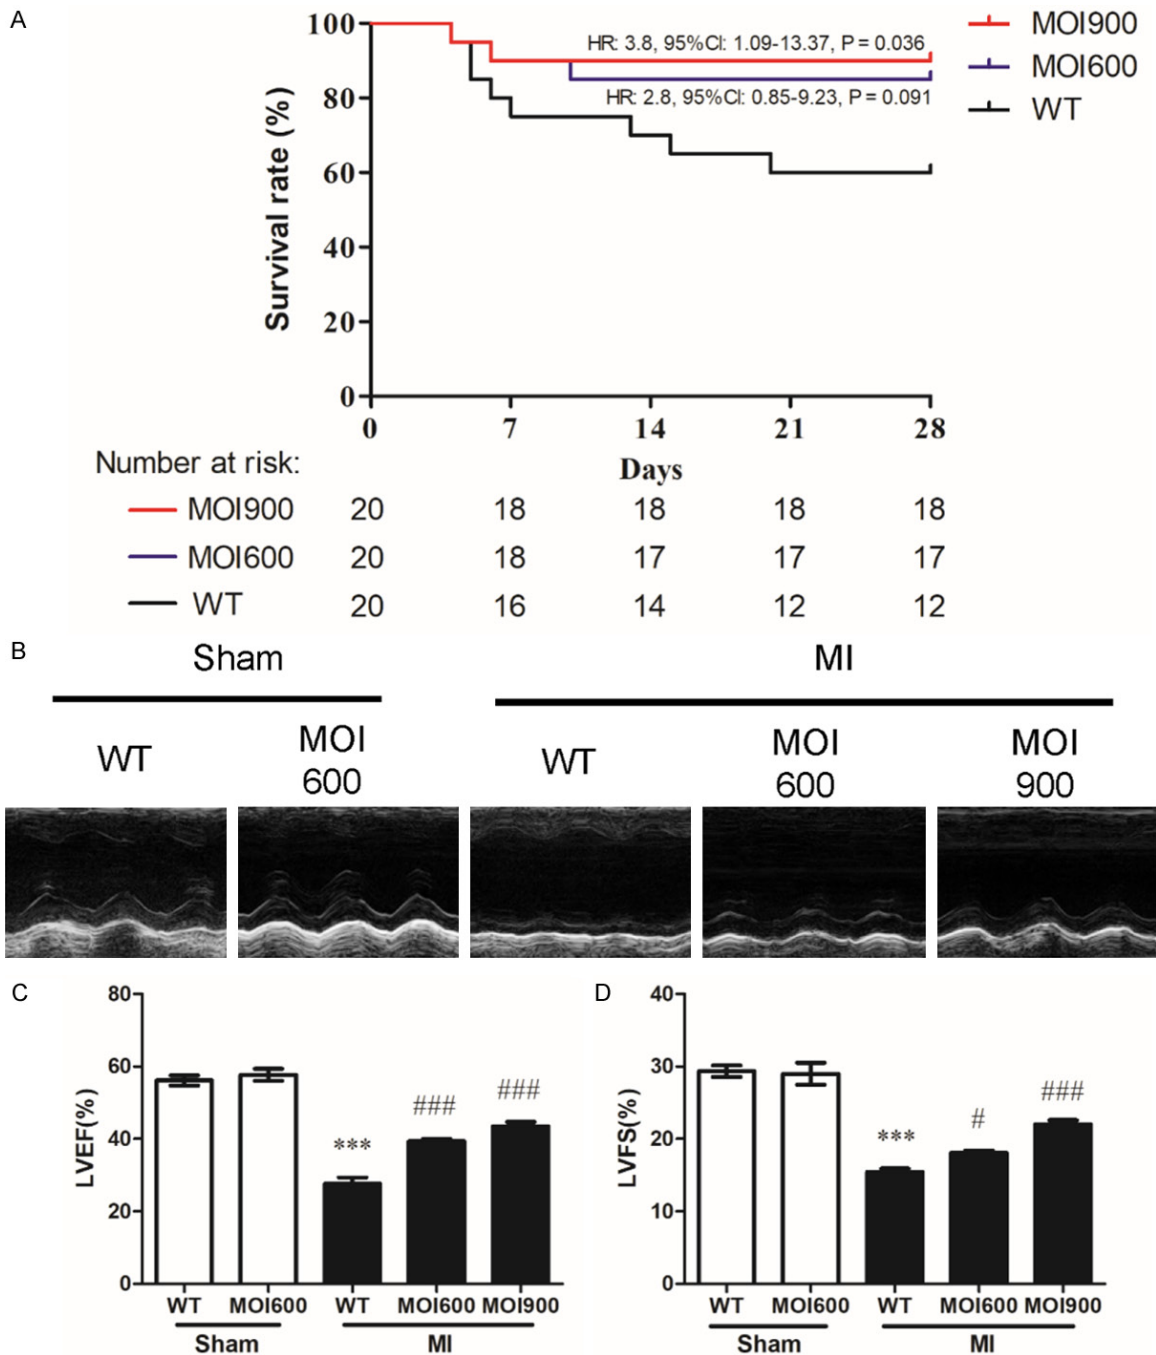 A
100
80
60
40
20
0
Survival rate (%)
HR: 3.8, 95%CI: 1.09-13.37, P = 0.036
HR: 2.8, 95%CI: 0.85-9.23, P = 0.091
MOI900
MOI600
WT
0 7 14 21 28
Days
Number at risk:
MOI900 20 18 18 18 18
MOI600 20 18 17 17 17
WT 20 16 14 12 12
B
Sham MI
WT MOI 600 WT MOI 600 MOI 900
C
80
60
40
20
0
LVEF(%)
*** ### ###
WT MOI600 WT MOI600 MOI900
Sham MI
D
40
30
20
10
0
LVFS(%)
*** # ###
WT MOI600 WT MOI600 MOI900
Sham MI